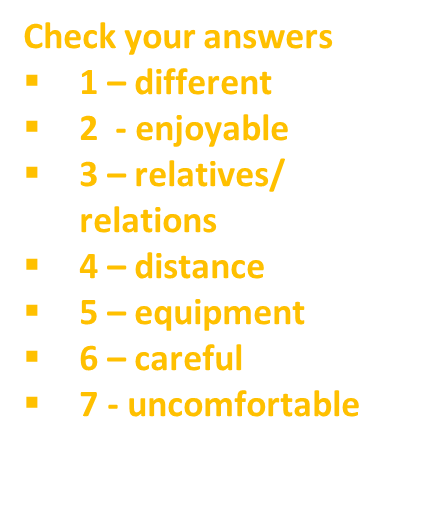 Check your answers
▪ 1 – different
▪ 2 - enjoyable
▪ 3 – relatives/
relations
▪ 4 – distance
▪ 5 – equipment
▪ 6 – careful
▪ 7 - uncomfortable